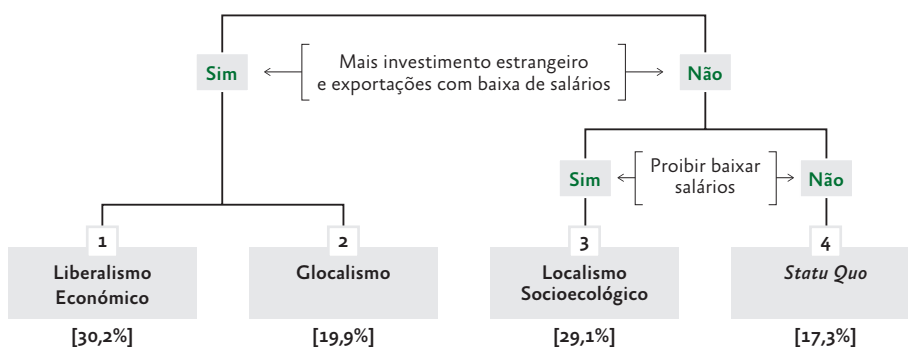 Mais investimento estrangeiro
e exportações com baixa de salários
Sim
Não
Proibir baixar
salários
Sim
Não
1
Liberalismo
Económico
[30,2%]
2
Glocalismo
[19,9%]
3
Localismo
Socioecológico
[29,1%]
4
Statu Quo
[17,3%]